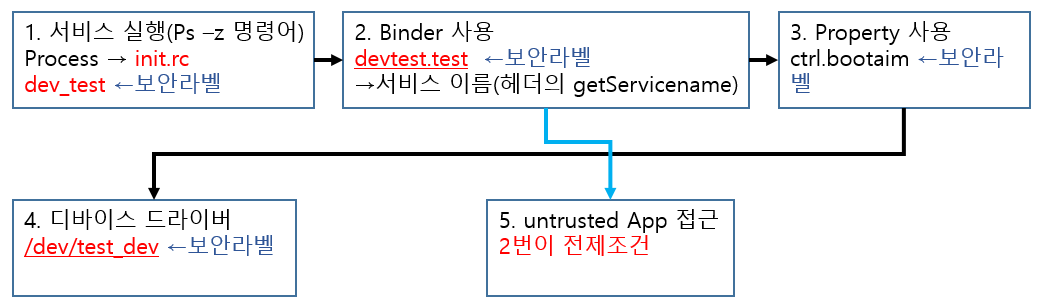 1. 서비스 실행(Ps –z 명령어)
Process → init.rc
dev_test ←보안라벨
2. Binder 사용
devtest.test ←보안라벨
→서비스 이름(헤더의 getServicename)
3. Property 사용
ctrl.bootaim ←보안라
벨
4. 디바이스 드라이버
/dev/test_dev ←보안라벨
5. untrusted App 접근
2번이 전제조건